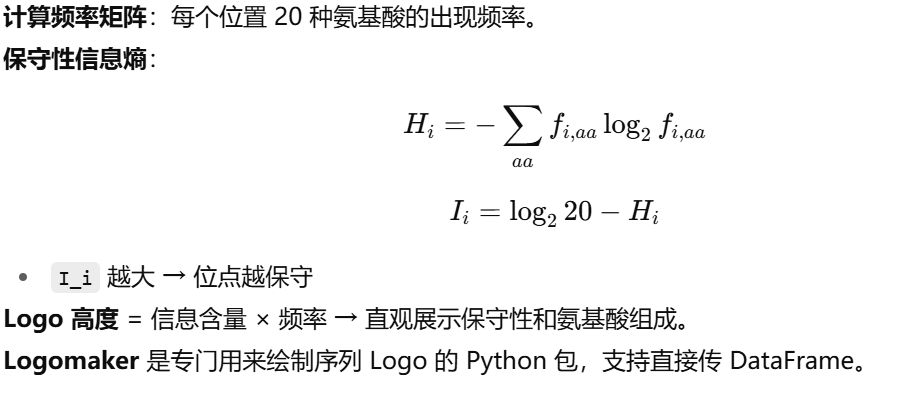 计算频率矩阵：每个位置 20 种氨基酸的出现频率。
保守性信息熵：
H_i = -\sum_{aa} f_{i,aa} \log_2 f_{i,aa}
I_i = \log_2 20 - H_i
• I_i 越大 → 位点越保守
Logo 高度 = 信息含量 × 频率 → 直观展示保守性和氨基酸组成。
Logomaker 是专门用来绘制序列 Logo 的 Python 包，支持直接传 DataFrame。